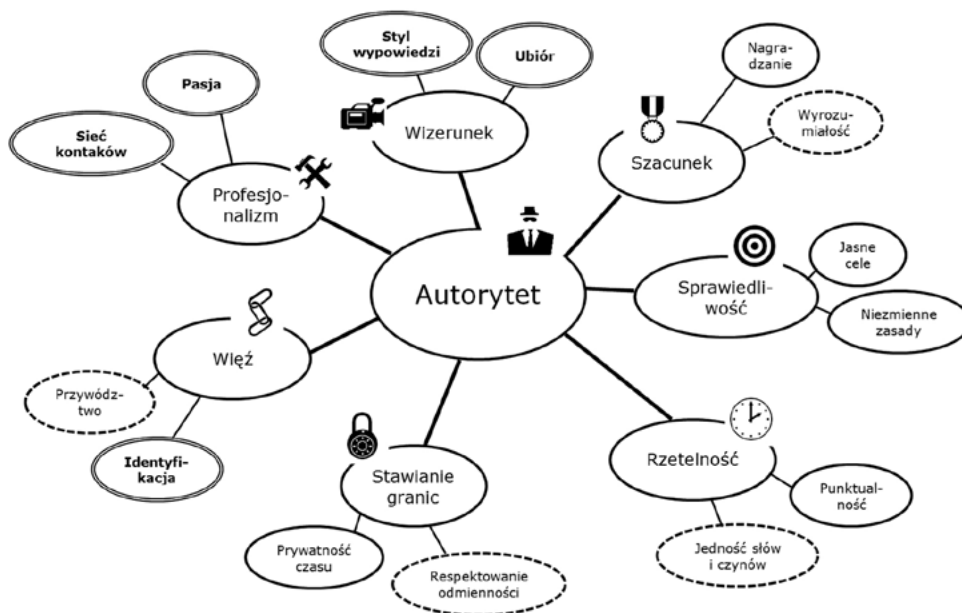 Styl
wypowiedzi
Ubiór
Pasja
Sieć
kontaków
Wizerunek
Profesjo-
nalizm
Nagra-
dzanie
Wyrozu-
miałość
Szacunek
Autorytet
Sprawiedli-
wość
Jasne
cele
Niezmienne
zasady
Więź
Przywódz-
two
Identyfi-
kacja
Stawianie
granic
Prywatność
czasu
Respektowanie
odmienności
Rzetelność
Punktual-
ność
Jedność słów
i czynów